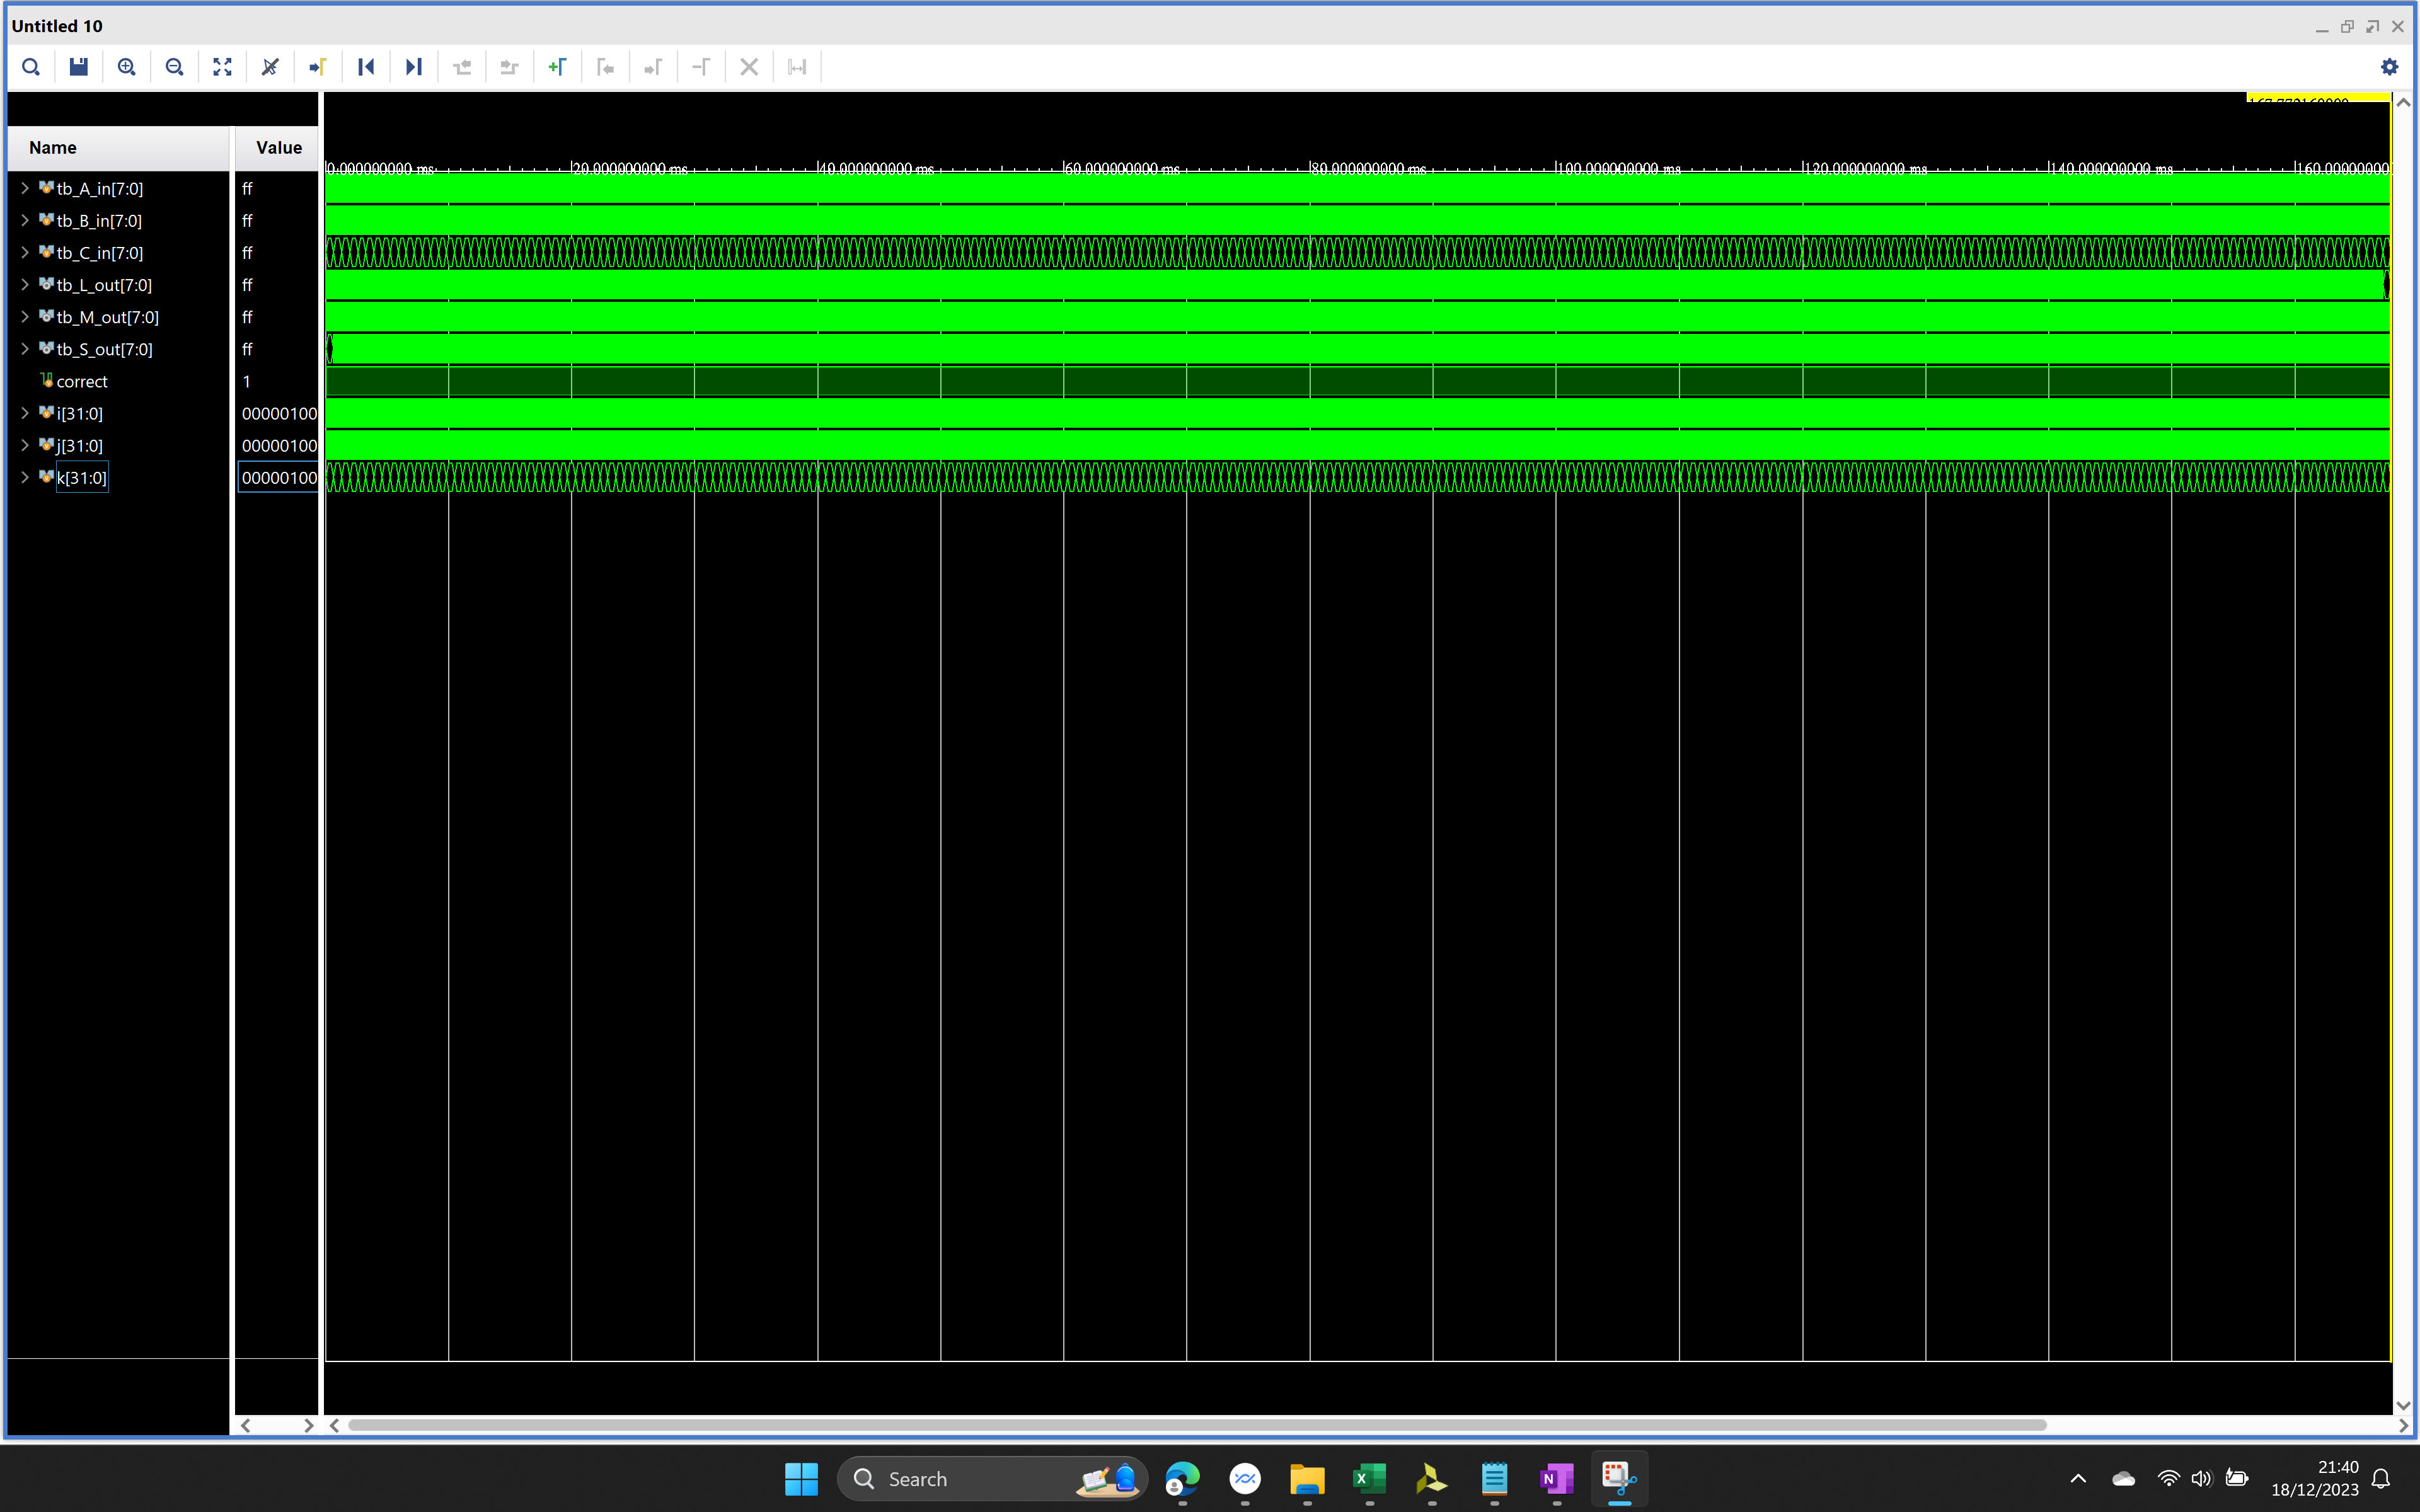 Untitled 10
Name Value
0.000000000 ms 20.000000000 ms 40.000000000 ms 60.000000000 ms 80.000000000 ms 100.000000000 ms 120.000000000 ms 140.000000000 ms 160.000000000
tb_A_in[7:0] ff
tb_B_in[7:0] ff
tb_C_in[7:0] ff
tb_L_out[7:0] ff
tb_M_out[7:0] ff
tb_S_out[7:0] ff
correct 1
i[31:0] 00000100
j[31:0] 00000100
k[31:0] 00000100
Search
21:40
18/12/2023